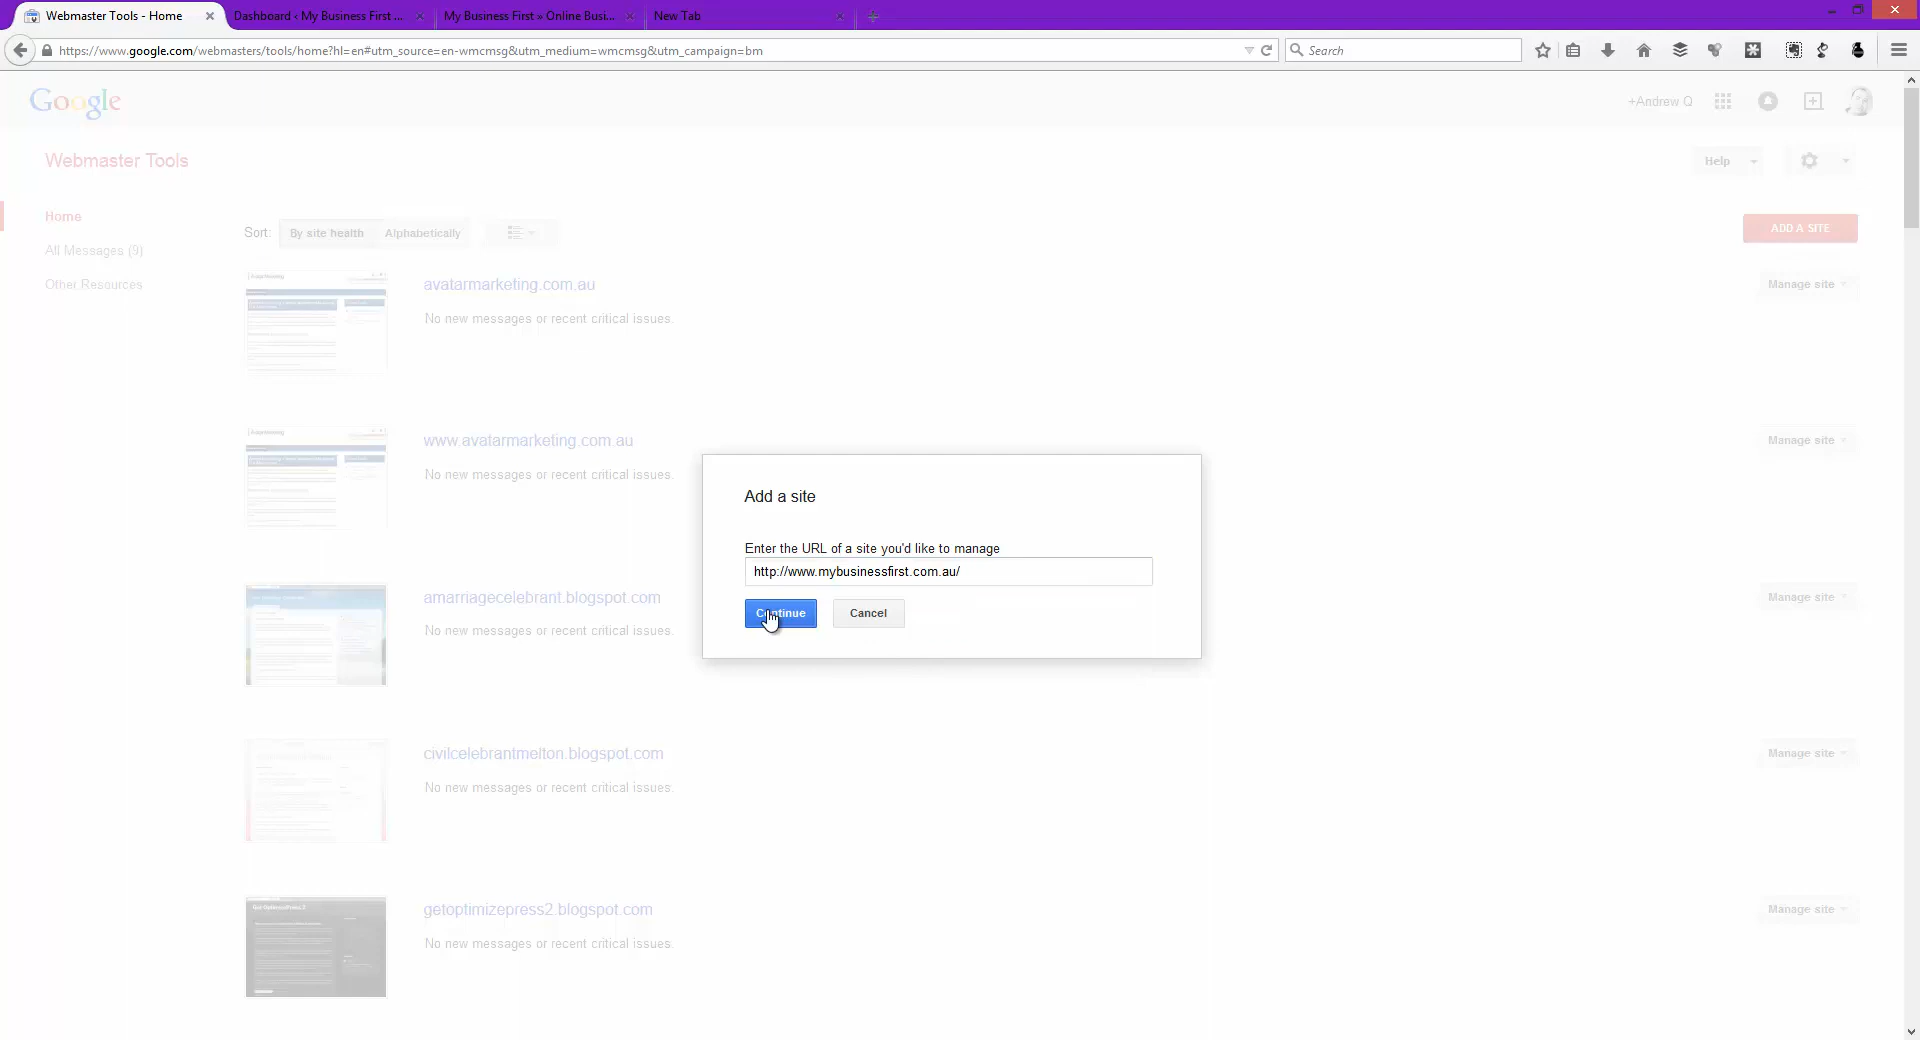 Webmaster Tools - Home
Dashboard ‹ My Business First ...
My Business First » Online Busi...
New Tab
https://www.google.com/webmasters/tools/home?hl=en#utm_source=en-wmcmsg&utm_medium=wmcmsg&utm_campaign=bm
Search
Google
+Andrew Q
Webmaster Tools
Help
Home
All Messages (9)
Other Resources
Sort:
By site health
Alphabetically
ADD A SITE
avatarmarketing.com.au
Manage site
No new messages or recent critical issues.
www.avatarmarketing.com.au
Manage site
No new messages or recent critical issues.
Add a site
Enter the URL of a site you'd like to manage
http://www.mybusinessfirst.com.au/
Continue
Cancel
amarriagecelebrant.blogspot.com
Manage site
No new messages or recent critical issues.
civilcelebrantmelton.blogspot.com
Manage site
No new messages or recent critical issues.
getoptimizepress2.blogspot.com
Manage site
No new messages or recent critical issues.